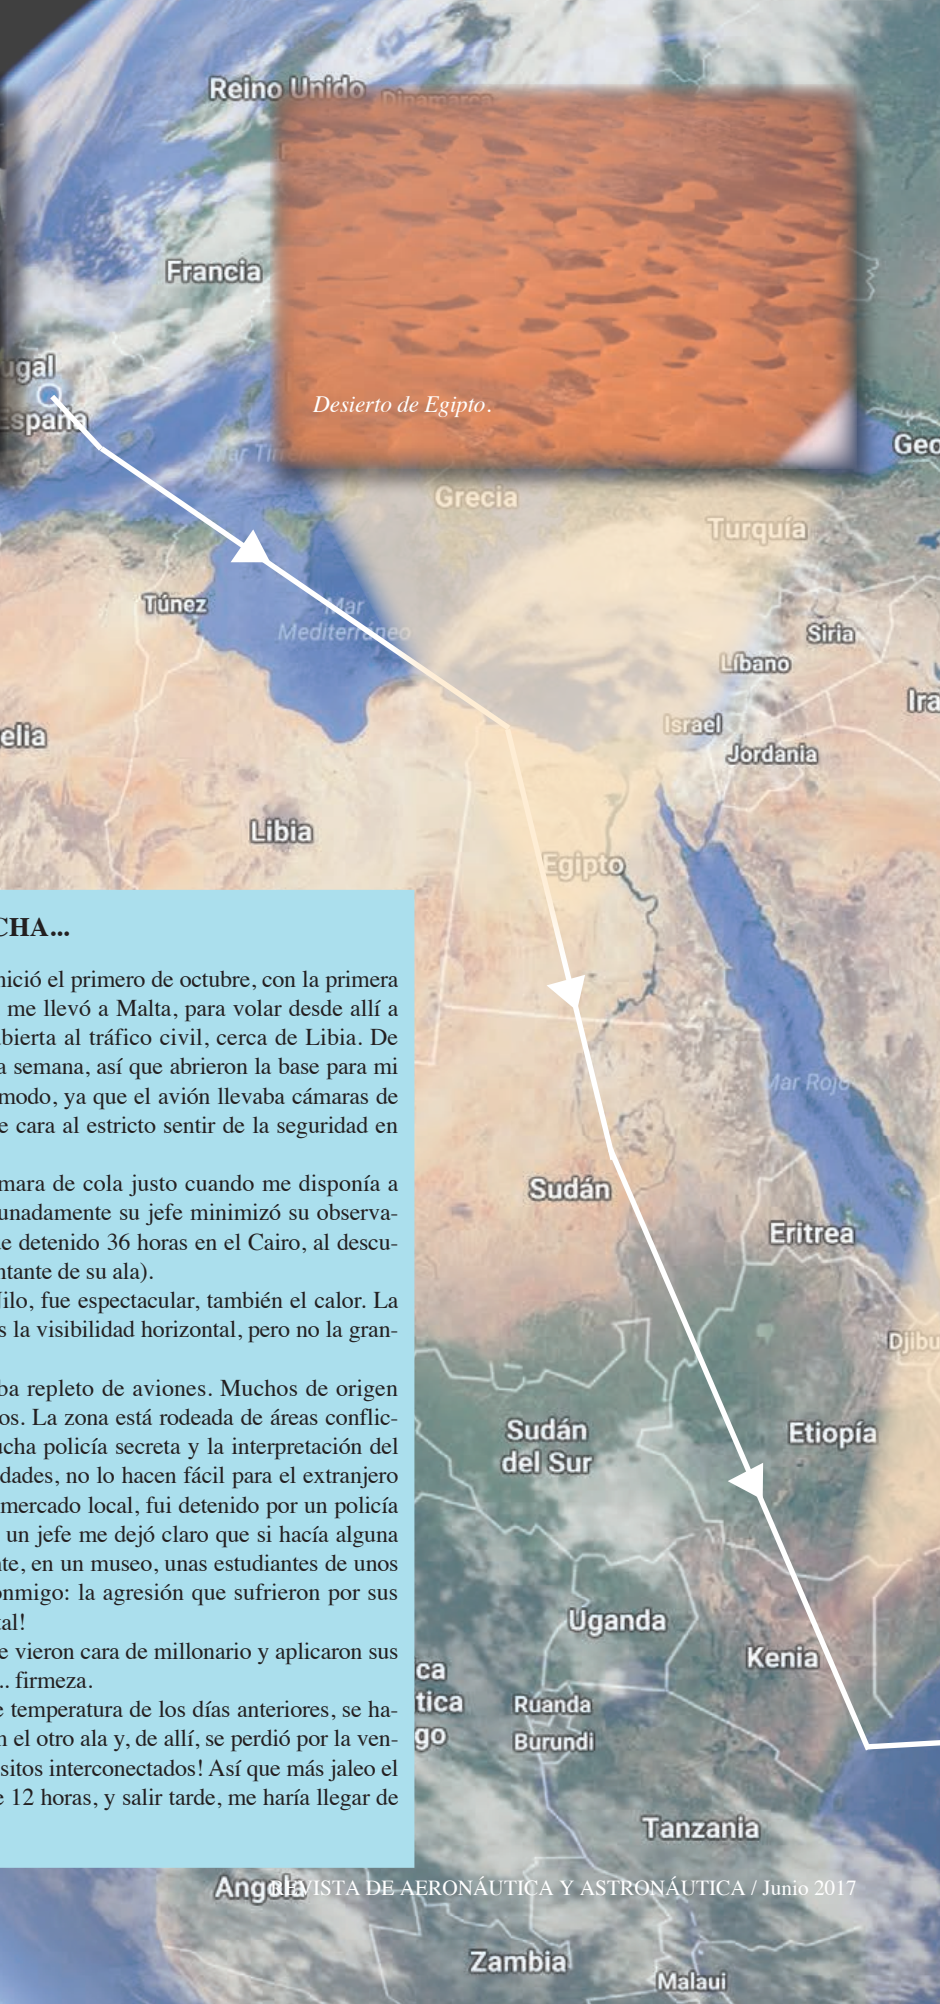 Reino Unido
Dinamarca
Francia
ugal
España
Desierto de Egipto.
Geo
Mar Tirreno
Grecia
Turquía
Túnez
Mar
Mediterráneo
Siria
Líbano
Ira
Israel
elia
Jordania
Libia
Egipto
CHA...
nició el primero de octubre, con la primera
me llevó a Malta, para volar desde allí a
bierta al tráfico civil, cerca de Libia. De
a semana, así que abrieron la base para mi
modo, ya que el avión llevaba cámaras de
e cara al estricto sentir de la seguridad en
mara de cola justo cuando me disponía a
unadamente su jefe minimizó su observa-
e detenido 36 horas en el Cairo, al descu-
ntante de su ala).
Nilo, fue espectacular, también el calor. La
s la visibilidad horizontal, pero no la gran-
ba repleto de aviones. Muchos de origen
os. La zona está rodeada de áreas conflic-
ucha policía secreta y la interpretación del
dades, no lo hacen fácil para el extranjero
mercado local, fui detenido por un policía
un jefe me dejó claro que si hacía alguna
nte, en un museo, unas estudiantes de unos
onmigo: la agresión que sufrieron por sus
tal!
e vieron cara de millonario y aplicaron sus
.. firmeza.
e temperatura de los días anteriores, se ha-
n el otro ala y, de allí, se perdió por la ven-
sitos interconectados! Así que más jaleo el
e 12 horas, y salir tarde, me haría llegar de
Mar Rojo
Sudán
Eritrea
Djibu
Sudán
del Sur
Etiopía
Uganda
Kenia
ca
tica
go
Ruanda
Burundi
Tanzania
Angola
REVISTA DE AERONÁUTICA Y ASTRONÁUTICA / Junio 2017
Zambia
Malaui